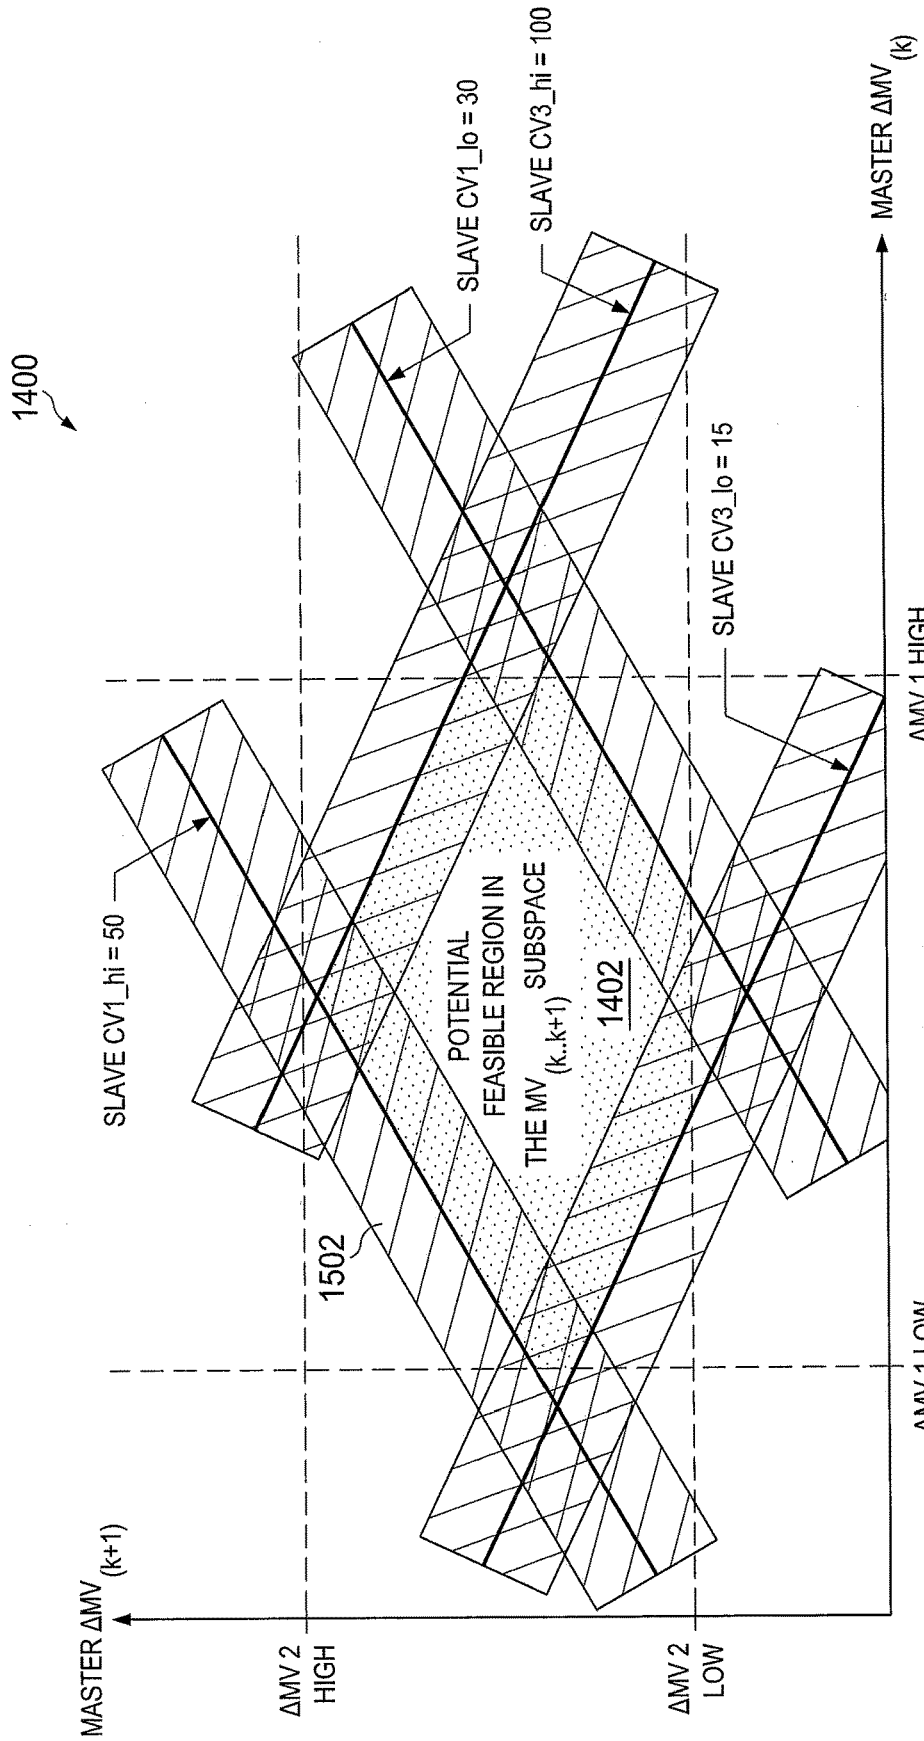 1400
MASTER ΔMV(k+1)
SLAVE CV1_hi = 50
SLAVE CV1_lo = 30
SLAVE CV3_hi = 100
SLAVE CV3_lo = 15
1502
ΔMV 2
HIGH
ΔMV 2
LOW
POTENTIAL
FEASIBLE REGION IN
THE MV(k..k+1) SUBSPACE
1402
ΔMV 1 LOW
ΔMV 1 HIGH
MASTER ΔMV(k)